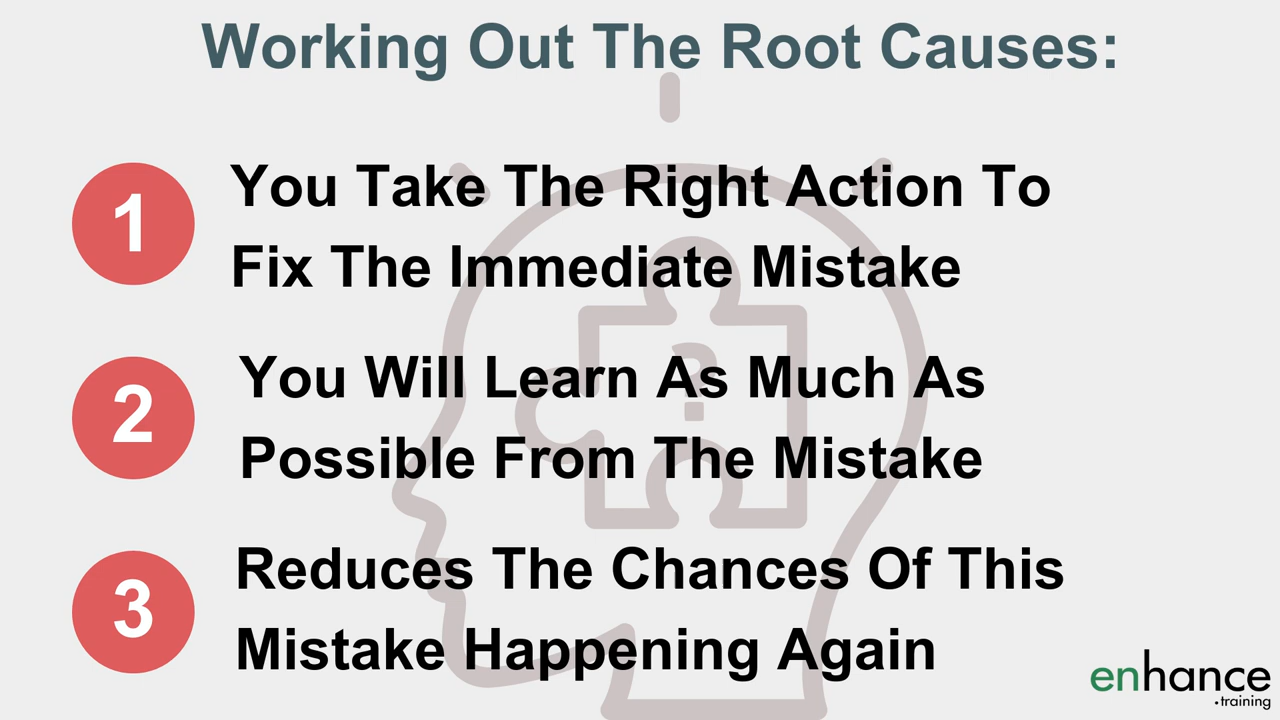 Working Out The Root Causes:
1
You Take The Right Action To
Fix The Immediate Mistake
2
You Will Learn As Much As
Possible From The Mistake
3
Reduces The Chances Of This
Mistake Happening Again
?
enhance
.training